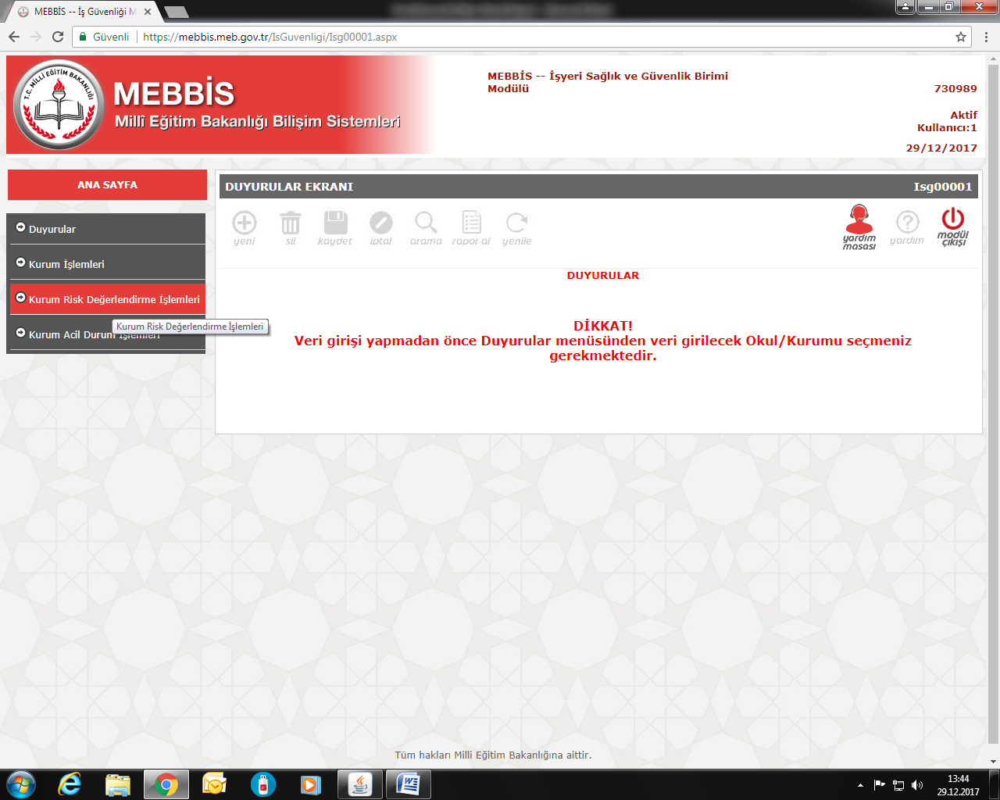 MEBBİS -- İş Güvenliği M
Güvenli
https://mebbis.meb.gov.tr/IsGuvenligi/Isg00001.aspx
T.C. MİLLİ EĞİTİM BAKANLIĞI
MEBBİS
Millî Eğitim Bakanlığı Bilişim Sistemleri
MEBBİS -- İşyeri Sağlık ve Güvenlik Birimi
Modülü
730989
Aktif
Kullanıcı:1
29/12/2017
ANA SAYFA
Duyurular
Kurum İşlemleri
Kurum Risk Değerlendirme İşlemleri
Kurum Risk Değerlendirme İşlemleri
Kurum Acil Durum İşlemleri
DUYURULAR EKRANI
Isg00001
yeni
sil
kaydet
iptal
arama
rapor al
yenile
yardım
masası
yardım
modül
çıkışı
DUYURULAR
DİKKAT!
Veri girişi yapmadan önce Duyurular menüsünden veri girilecek Okul/Kurumu seçmeniz
gerekmektedir.
Tüm hakları Milli Eğitim Bakanlığına aittir.
13:44
29.12.2017